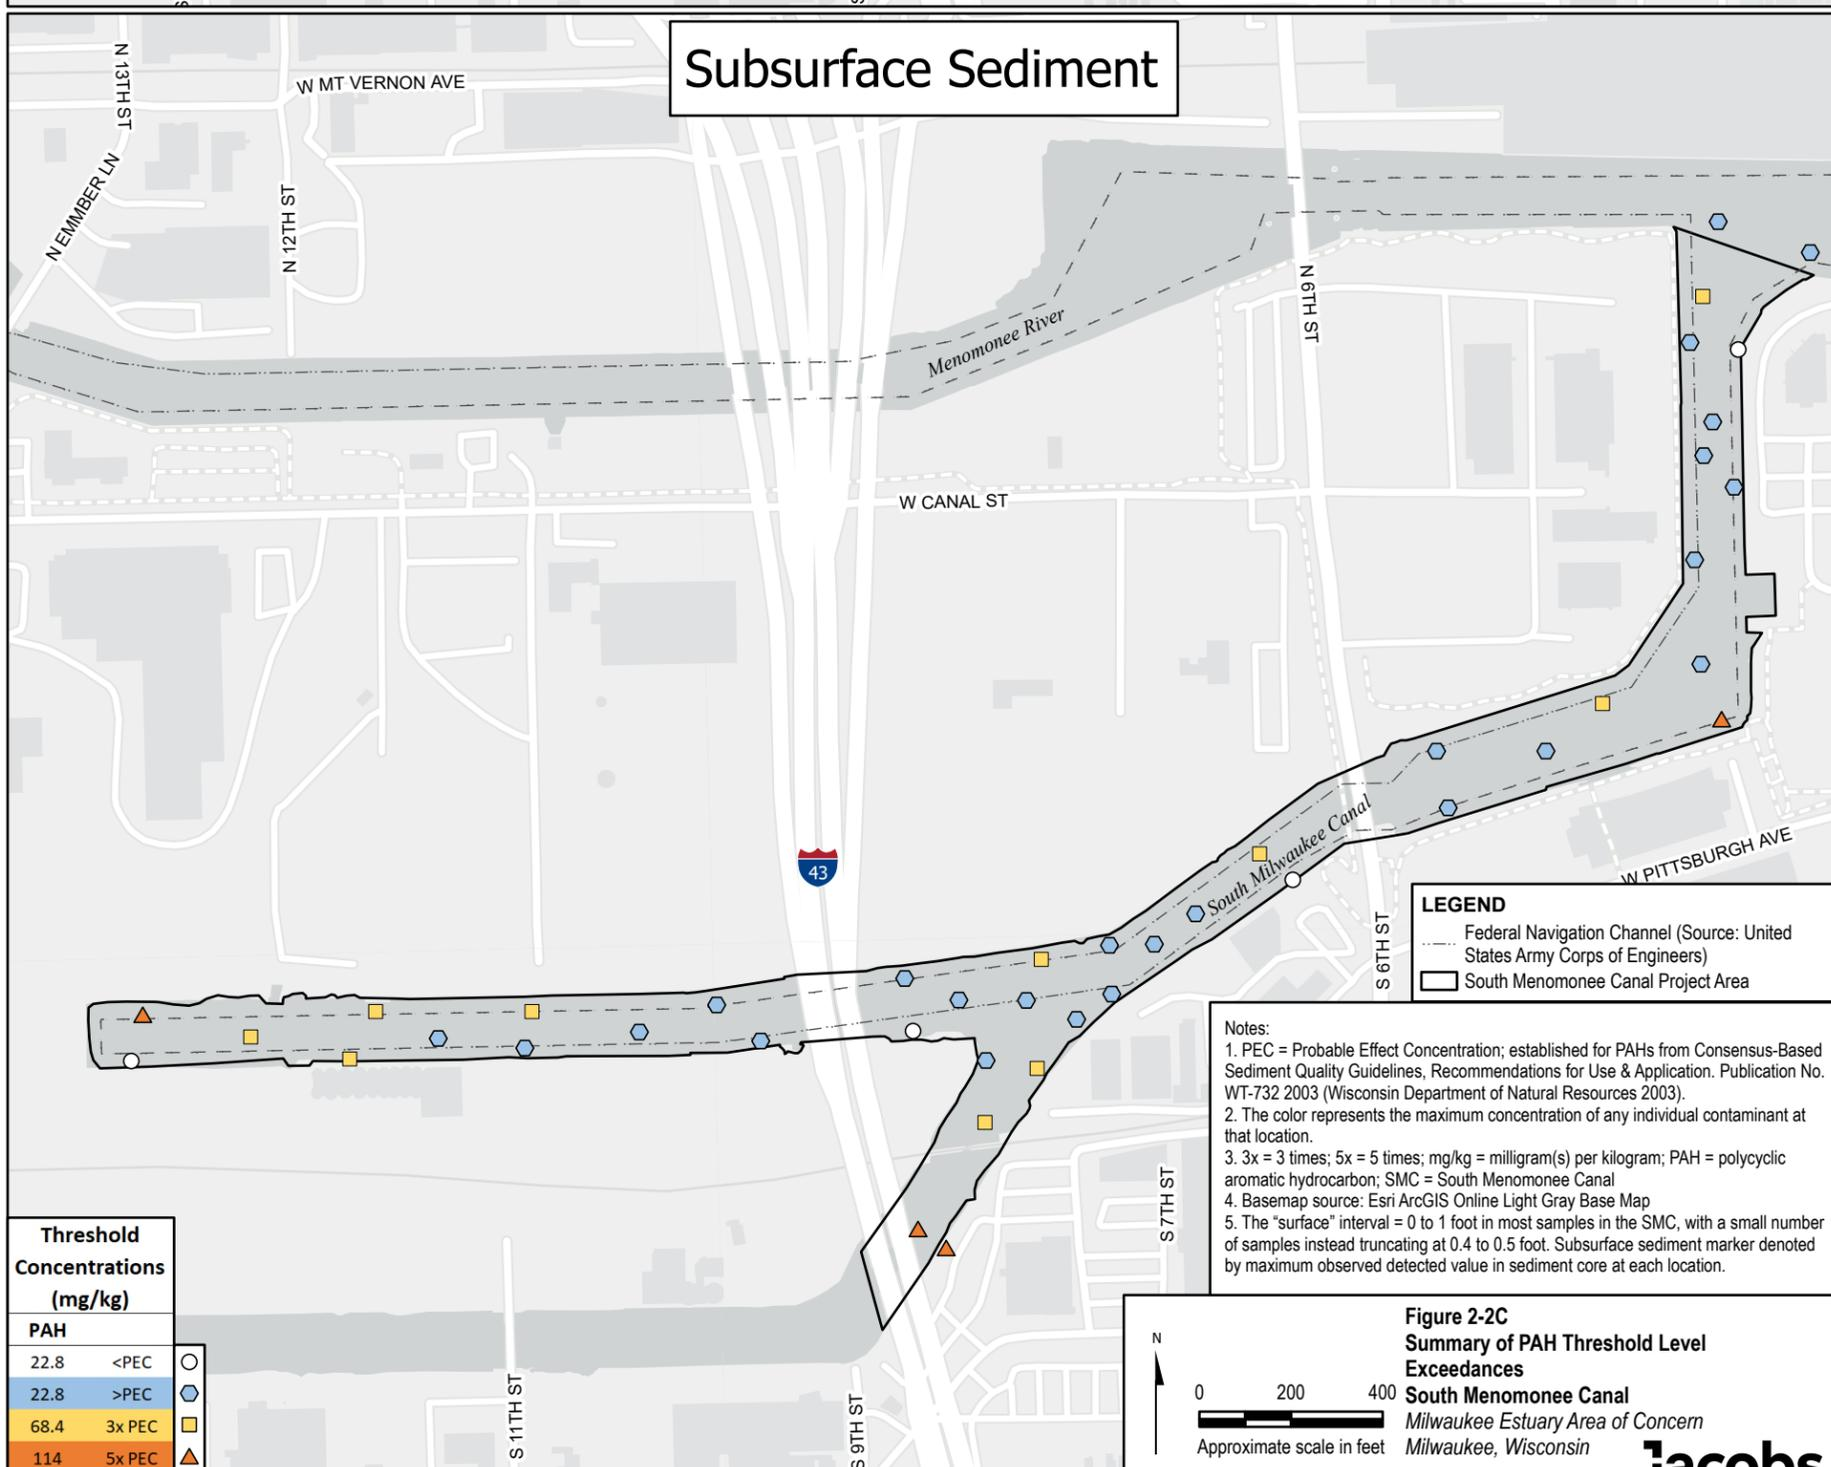 Subsurface Sediment
N 13TH ST
W MT VERNON AVE
N EMMBER LN
N 12TH ST
N 6TH ST
Menomonee River
W CANAL ST
43
South Milwaukee Canal
W PITTSBURGH AVE
S 6TH ST
S 7TH ST
S 11TH ST
S 9TH ST
LEGEND
Federal Navigation Channel (Source: United
States Army Corps of Engineers)
South Menomonee Canal Project Area
Notes:
1. PEC = Probable Effect Concentration; established for PAHs from Consensus-Based
Sediment Quality Guidelines, Recommendations for Use & Application. Publication No.
WT-732 2003 (Wisconsin Department of Natural Resources 2003).
2. The color represents the maximum concentration of any individual contaminant at
that location.
3. 3x = 3 times; 5x = 5 times; mg/kg = milligram(s) per kilogram; PAH = polycyclic
aromatic hydrocarbon; SMC = South Menomonee Canal
4. Basemap source: Esri ArcGIS Online Light Gray Base Map
5. The “surface” interval = 0 to 1 foot in most samples in the SMC, with a small number
of samples instead truncating at 0.4 to 0.5 foot. Subsurface sediment marker denoted
by maximum observed detected value in sediment core at each location.
Threshold
Concentrations
(mg/kg)
PAH
22.8 <PEC
22.8 >PEC
68.4 3x PEC
114 5x PEC
N
0 200 400
Approximate scale in feet
Figure 2-2C
Summary of PAH Threshold Level
Exceedances
South Menomonee Canal
Milwaukee Estuary Area of Concern
Milwaukee, Wisconsin
Jacobs